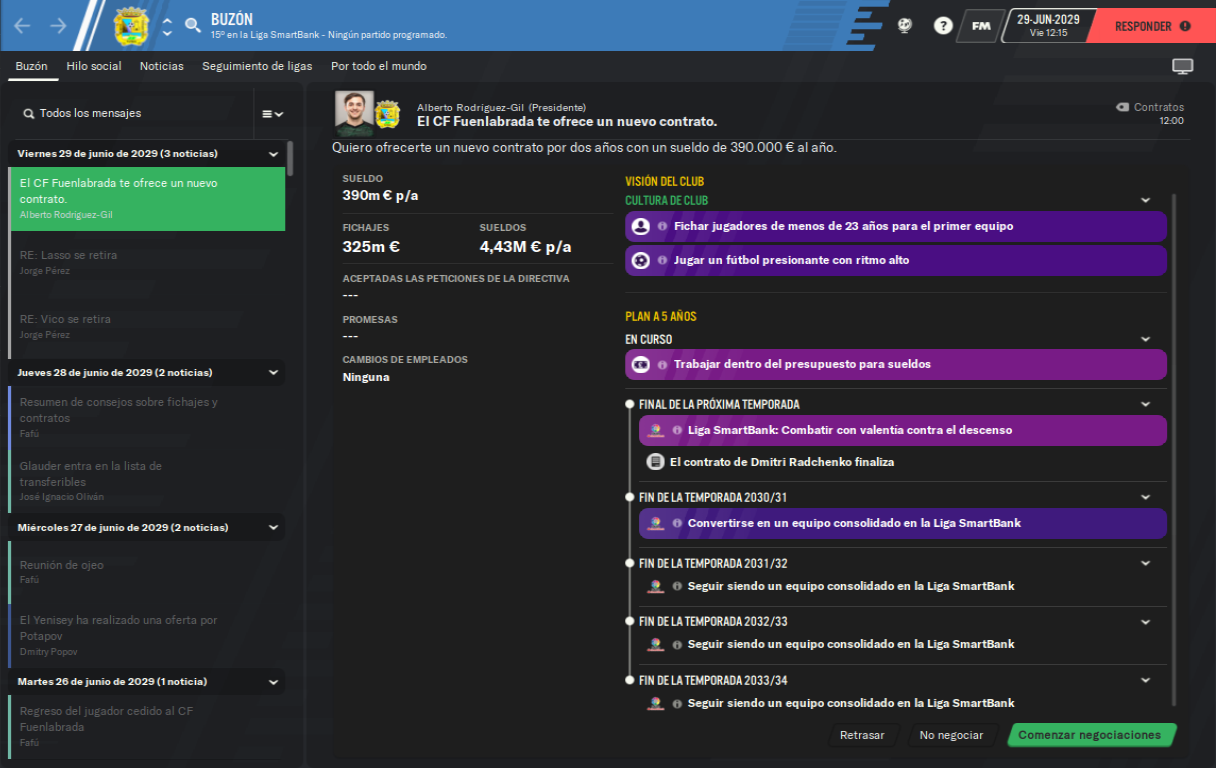 BUZÓN
15º en la Liga SmartBank - Ningún partido programado.
?
FM
29-JUN-2029
Vie 12:15
RESPONDER
Buzón
Hilo social
Noticias
Seguimiento de ligas
Por todo el mundo
Todos los mensajes
Viernes 29 de junio de 2029 (3 noticias)
El CF Fuenlabrada te ofrece un nuevo
contrato.
Alberto Rodríguez-Gil
RE: Lasso se retira
Jorge Pérez
RE: Vico se retira
Jorge Pérez
Jueves 28 de junio de 2029 (2 noticias)
Resumen de consejos sobre fichajes y
contratos
Fafú
Glauder entra en la lista de
transferibles
José Ignacio Oliván
Miércoles 27 de junio de 2029 (2 noticias)
Reunión de ojeo
Fafú
El Yenisey ha realizado una oferta por
Potapov
Dmitry Popov
Martes 26 de junio de 2029 (1 noticia)
Regreso del jugador cedido al CF
Fuenlabrada
Fafú
Alberto Rodríguez-Gil (Presidente)
El CF Fuenlabrada te ofrece un nuevo contrato.
Contratos
12:00
Quiero ofrecerte un nuevo contrato por dos años con un sueldo de 390.000 € al año.
SUELDO
390m € p/a
FICHAJES
325m €
SUELDOS
4,43M € p/a
ACEPTADAS LAS PETICIONES DE LA DIRECTIVA
---
PROMESAS
---
CAMBIOS DE EMPLEADOS
Ninguna
VISIÓN DEL CLUB
CULTURA DE CLUB
Fichar jugadores de menos de 23 años para el primer equipo
Jugar un fútbol presionante con ritmo alto
PLAN A 5 AÑOS
EN CURSO
Trabajar dentro del presupuesto para sueldos
FINAL DE LA PRÓXIMA TEMPORADA
Liga SmartBank: Combatir con valentía contra el descenso
El contrato de Dmitri Radchenko finaliza
FIN DE LA TEMPORADA 2030/31
Convertirse en un equipo consolidado en la Liga SmartBank
FIN DE LA TEMPORADA 2031/32
Seguir siendo un equipo consolidado en la Liga SmartBank
FIN DE LA TEMPORADA 2032/33
Seguir siendo un equipo consolidado en la Liga SmartBank
FIN DE LA TEMPORADA 2033/34
Seguir siendo un equipo consolidado en la Liga SmartBank
Retrasar
No negociar
Comenzar negociaciones